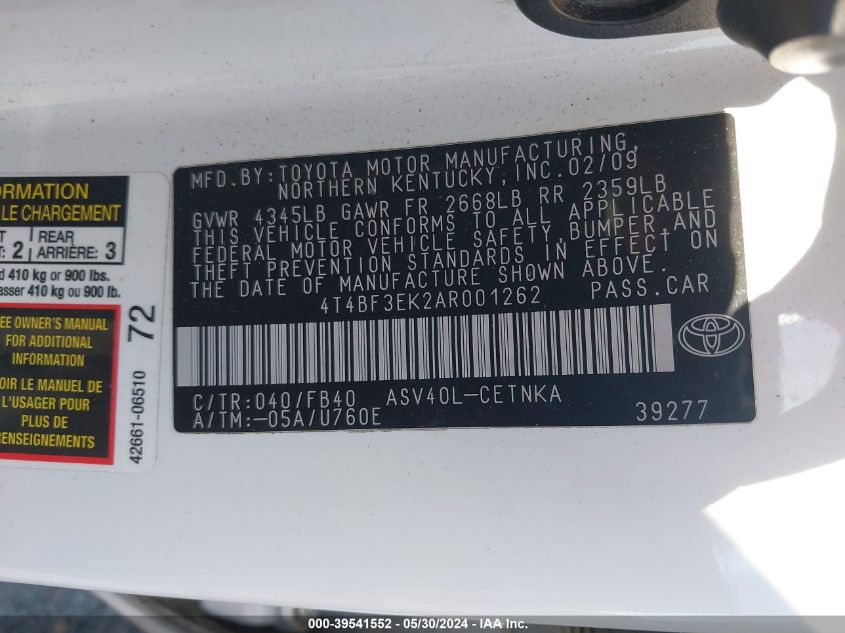 MFD.BY: TOYOTA MOTOR MANUFACTURING,
NORTHERN KENTUCKY, INC. 02/09
GVWR 4345LB GAWR FR 2668LB RR 2359LB
THIS VEHICLE CONFORMS TO ALL APPLICABLE
FEDERAL MOTOR VEHICLE SAFETY, BUMPER, AND
THEFT PREVENTION STANDARDS IN EFFECT ON
THE DATE OF MANUFACTURE SHOWN ABOVE.
4T4BF3EK2AR001262 PASS.CAR
C/TR:040/FB40 ASV40L-CETNKA
A/TM:-05A/U760E 39277
ORMATION
LE CHARGEMENT
2 REAR
ARRIÈRE: 3
410 kg or 900 lbs.
asser 410 kg ou 900 lb.
EE OWNER'S MANUAL
FOR ADDITIONAL
INFORMATION
OIR LE MANUEL DE
L'USAGER POUR
PLUS DE
ENSEIGNEMENTS
42661-06510 72
000-39541552 / 05/30/2024 - IAA Inc.